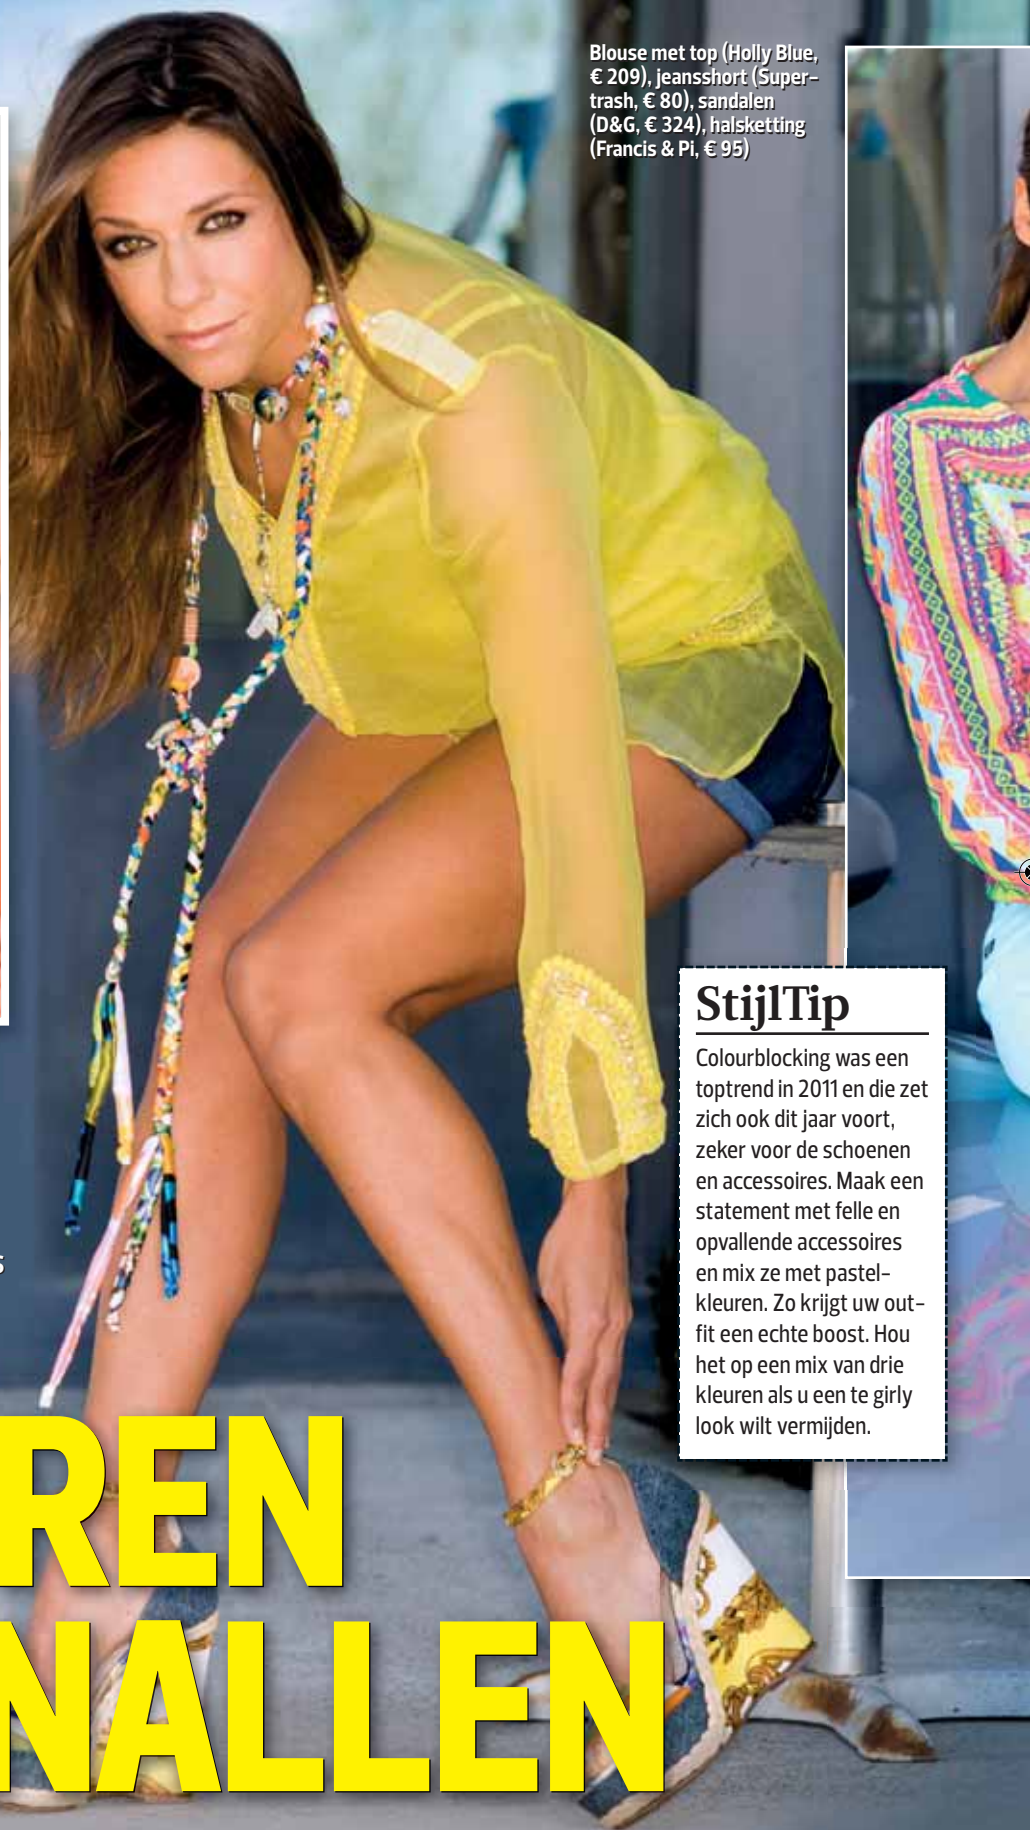 Blouse met top (Holly Blue,
€ 209), jeansshort (Super-
trash, € 80), sandalen
(D&G, € 324), halsketting
(Francis & Pi, € 95)
StijlTip
Colourblocking was een
toptrend in 2011 en die zet
zich ook dit jaar voort,
zeker voor de schoenen
en accessoires. Maak een
statement met felle en
opvallende accessoires
en mix ze met pastel-
kleuren. Zo krijgt uw out-
fit een echte boost. Hou
het op een mix van drie
kleuren als u een te girly
look wilt vermijden.
REN
NALLEN